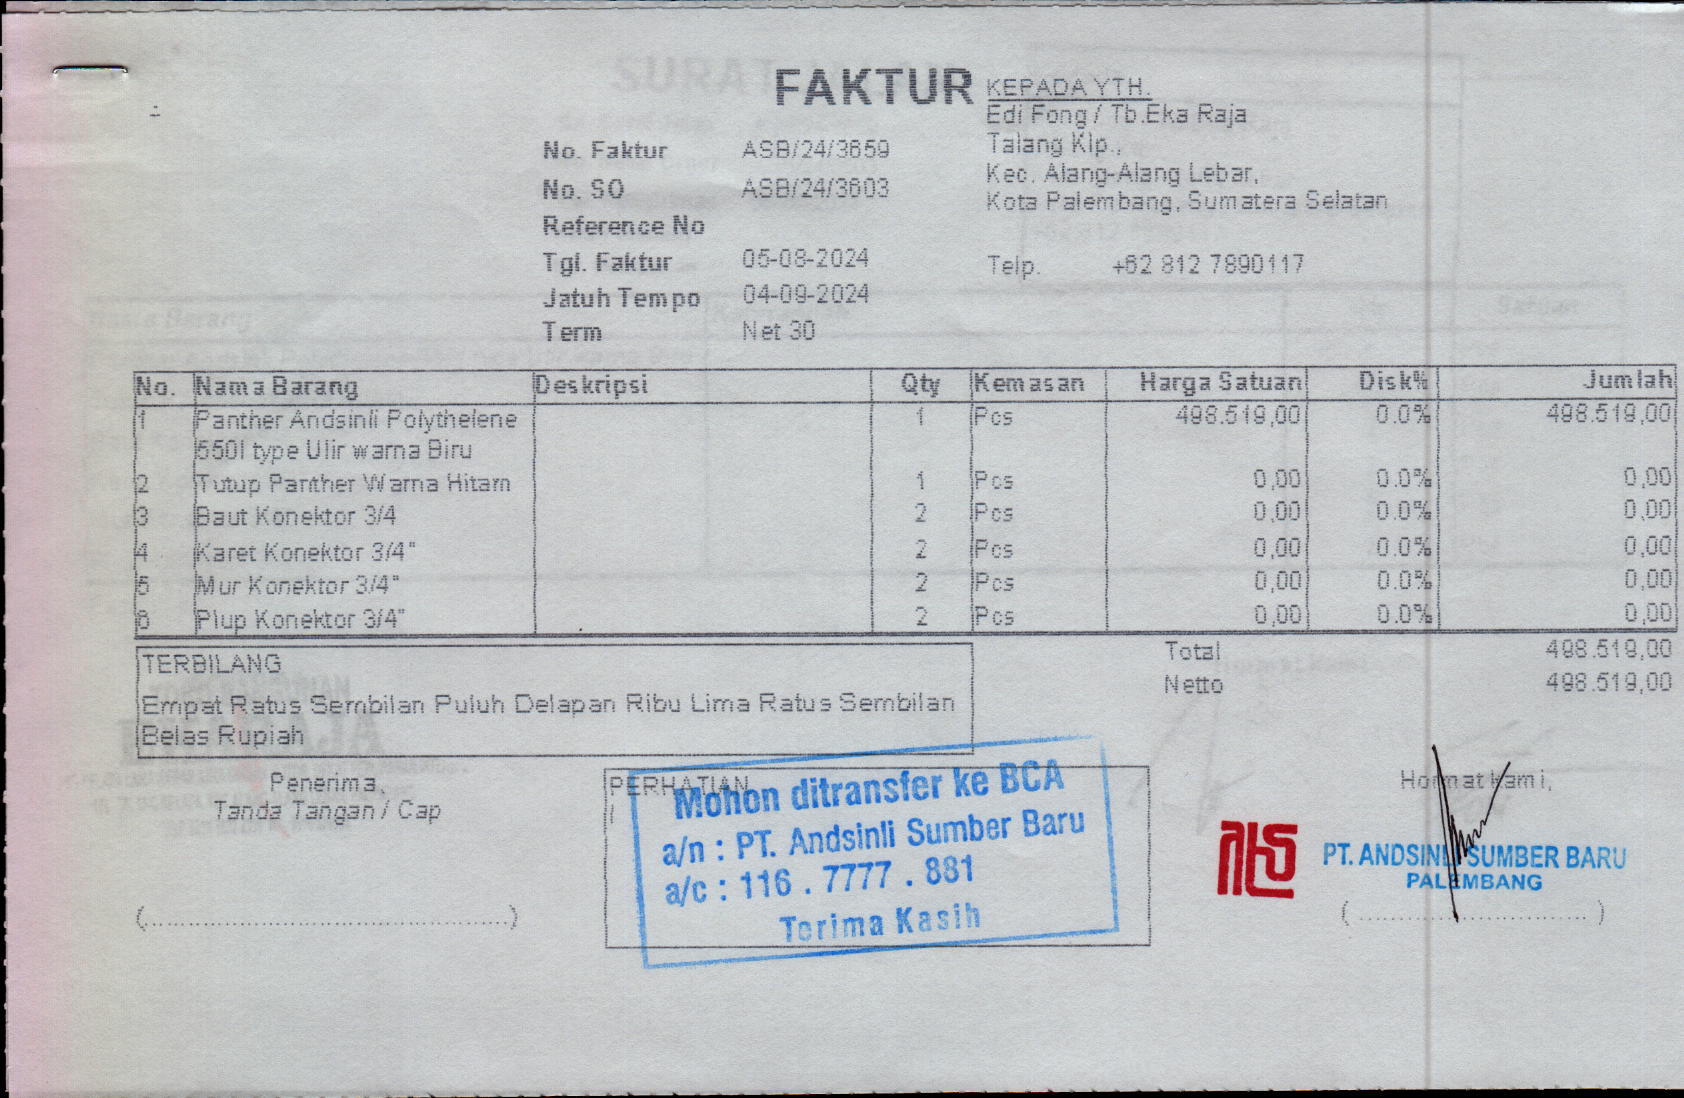 FAKTUR
KEPADA YTH.
Edi Fong / Tb.Eka Raja
Talang Klp.,
Kec. Alang-Alang Lebar,
Kota Palembang, Sumatera Selatan
Telp. +62 812 7890117
No. Faktur ASB/24/3659
No. SO ASB/24/3603
Reference No
Tgl. Faktur 05-08-2024
Jatuh Tempo 04-09-2024
Term Net 30
No. Nama Barang Deskripsi Qty Kemasan Harga Satuan Disk% Jumlah
1 Panther Andsinli Polythelene 1 Pcs 498.519,00 0.0% 498.519,00
550l type Ulir warna Biru
2 Tutup Panther Warna Hitam 1 Pcs 0,00 0.0% 0,00
3 Baut Konektor 3/4 2 Pcs 0,00 0.0% 0,00
4 Karet Konektor 3/4" 2 Pcs 0,00 0.0% 0,00
5 Mur Konektor 3/4" 2 Pcs 0,00 0.0% 0,00
6 Plup Konektor 3/4" 2 Pcs 0,00 0.0% 0,00
Total 498.519,00
Netto 498.519,00
TERBILANG
Empat Ratus Sembilan Puluh Delapan Ribu Lima Ratus Sembilan
Belas Rupiah
Penerima
Tanda Tangan / Cap
(................................................)
PERHATIAN
Mohon ditransfer ke BCA
a/n : PT. Andsinli Sumber Baru
a/c : 116 . 7777 . 881
Terima Kasih
Hormat kami,
PT. ANDSINLI SUMBER BARU
PALEMBANG
( .............................. )